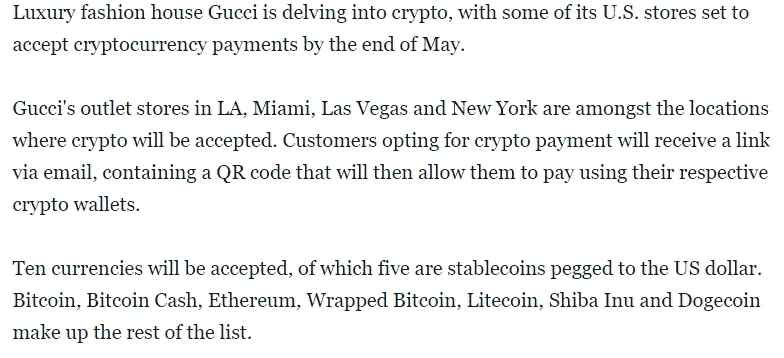 Luxury fashion house Gucci is delving into crypto, with some of its U.S. stores set to
accept cryptocurrency payments by the end of May.
Gucci's outlet stores in LA, Miami, Las Vegas and New York are amongst the locations
where crypto will be accepted. Customers opting for crypto payment will receive a link
via email, containing a QR code that will then allow them to pay using their respective
crypto wallets.
Ten currencies will be accepted, of which five are stablecoins pegged to the US dollar.
Bitcoin, Bitcoin Cash, Ethereum, Wrapped Bitcoin, Litecoin, Shiba Inu and Dogecoin
make up the rest of the list.